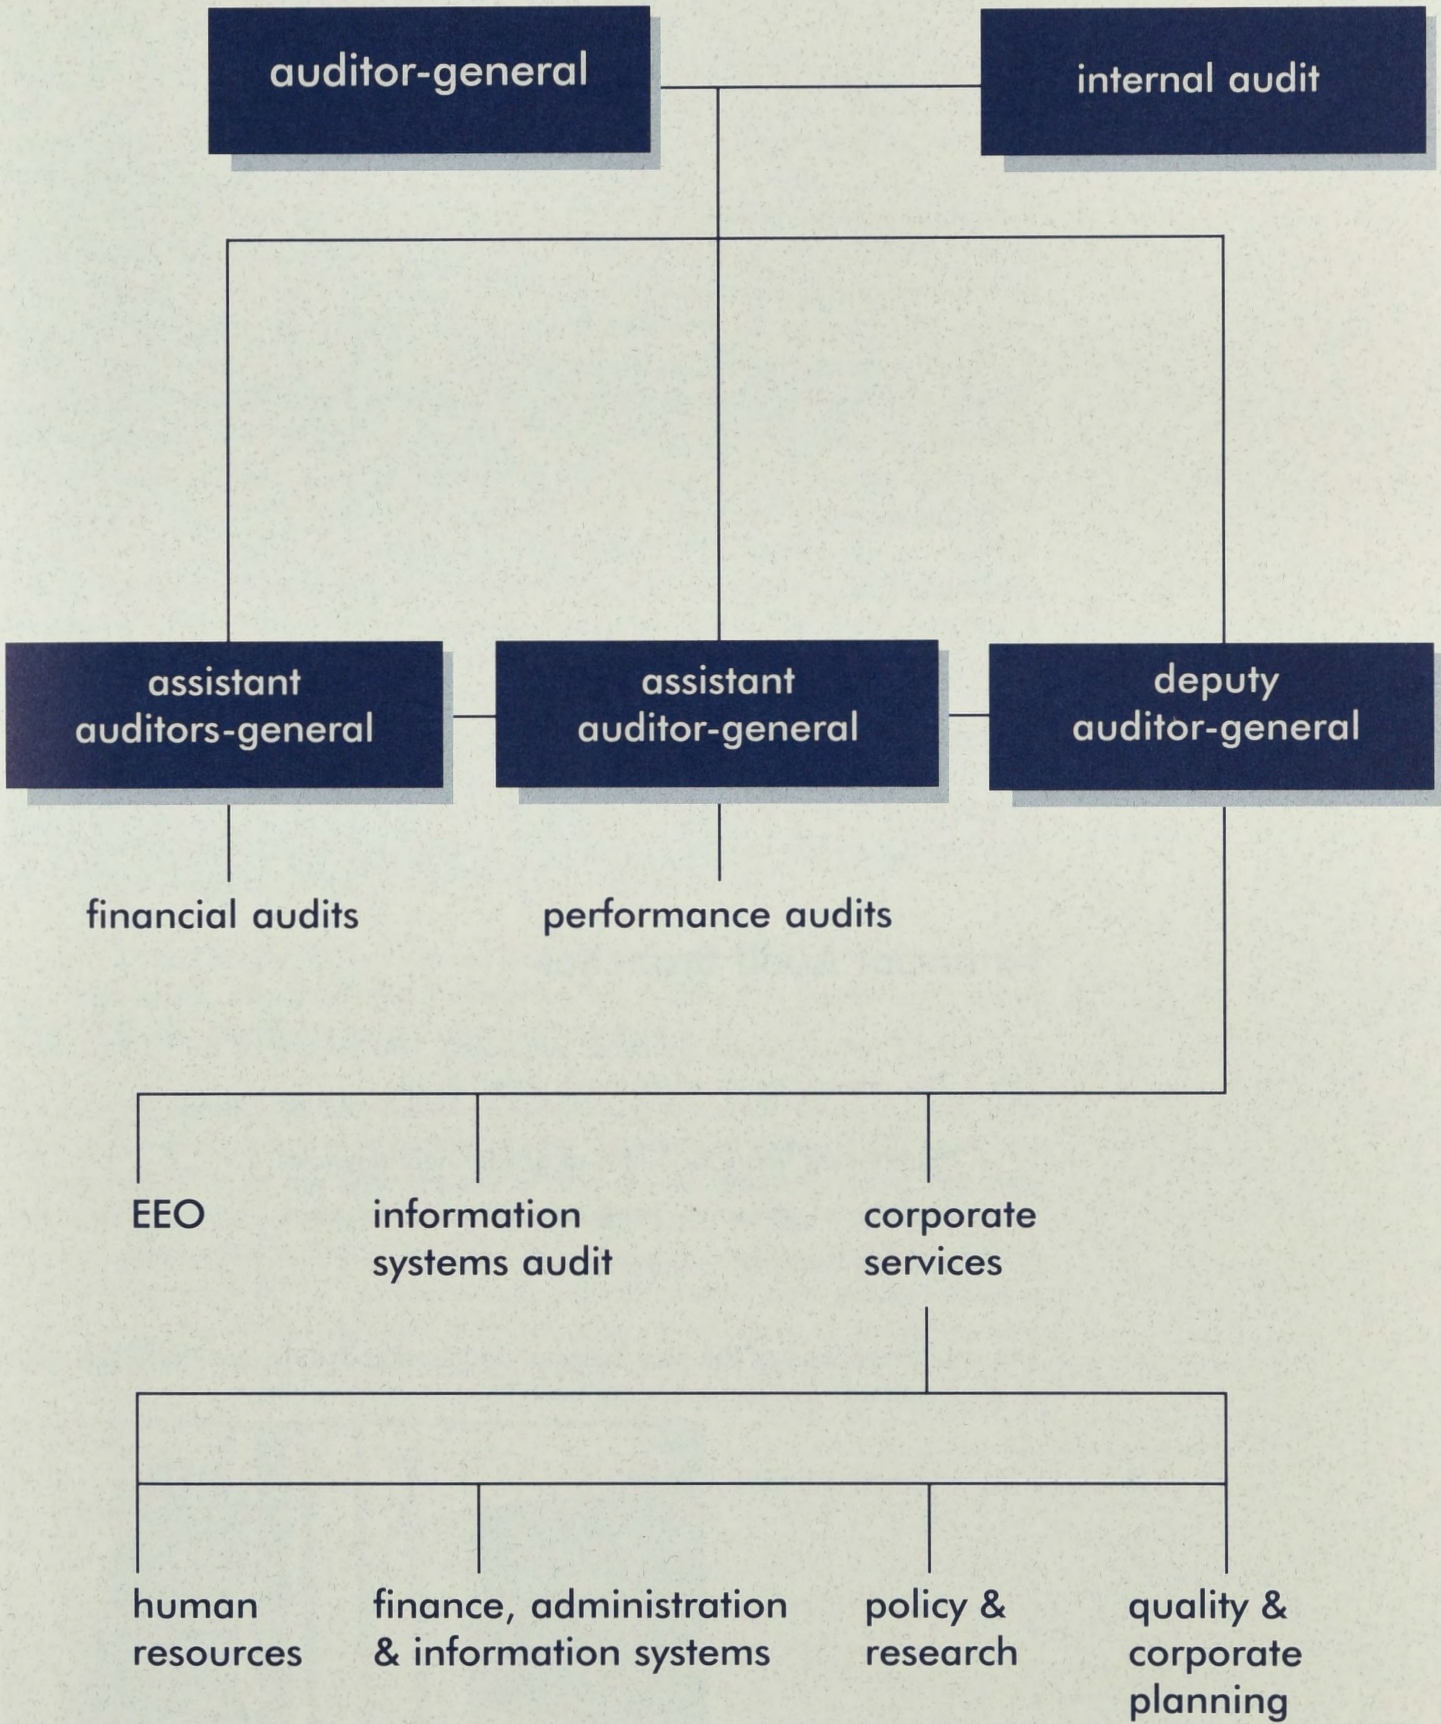 auditor-general
internal audit
assistant
auditors-general
assistant
auditor-general
deputy
auditor-general
financial audits
performance audits
EEO
information
systems audit
corporate
services
human
resources
finance, administration
& information systems
policy &
research
quality &
corporate
planning